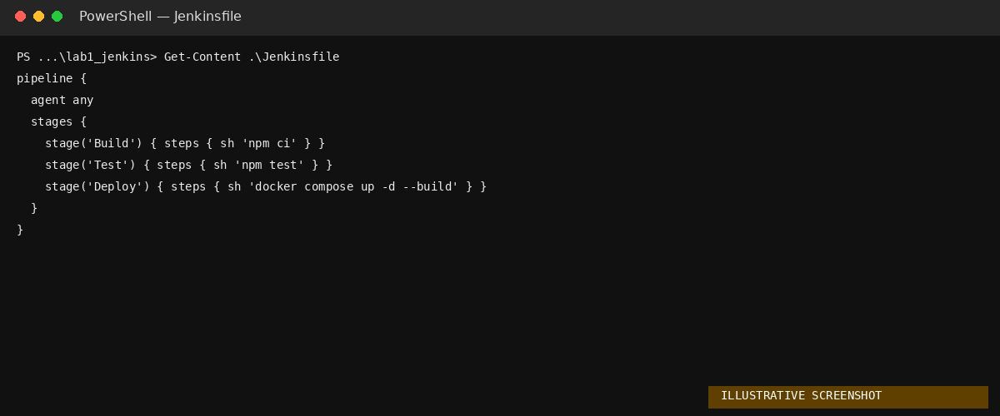 PowerShell — Jenkinsfile
PS ...\lab1_jenkins> Get-Content .\Jenkinsfile
pipeline {
  agent any
  stages {
    stage('Build') { steps { sh 'npm ci' } }
    stage('Test') { steps { sh 'npm test' } }
    stage('Deploy') { steps { sh 'docker compose up -d --build' } }
  }
}
ILLUSTRATIVE SCREENSHOT